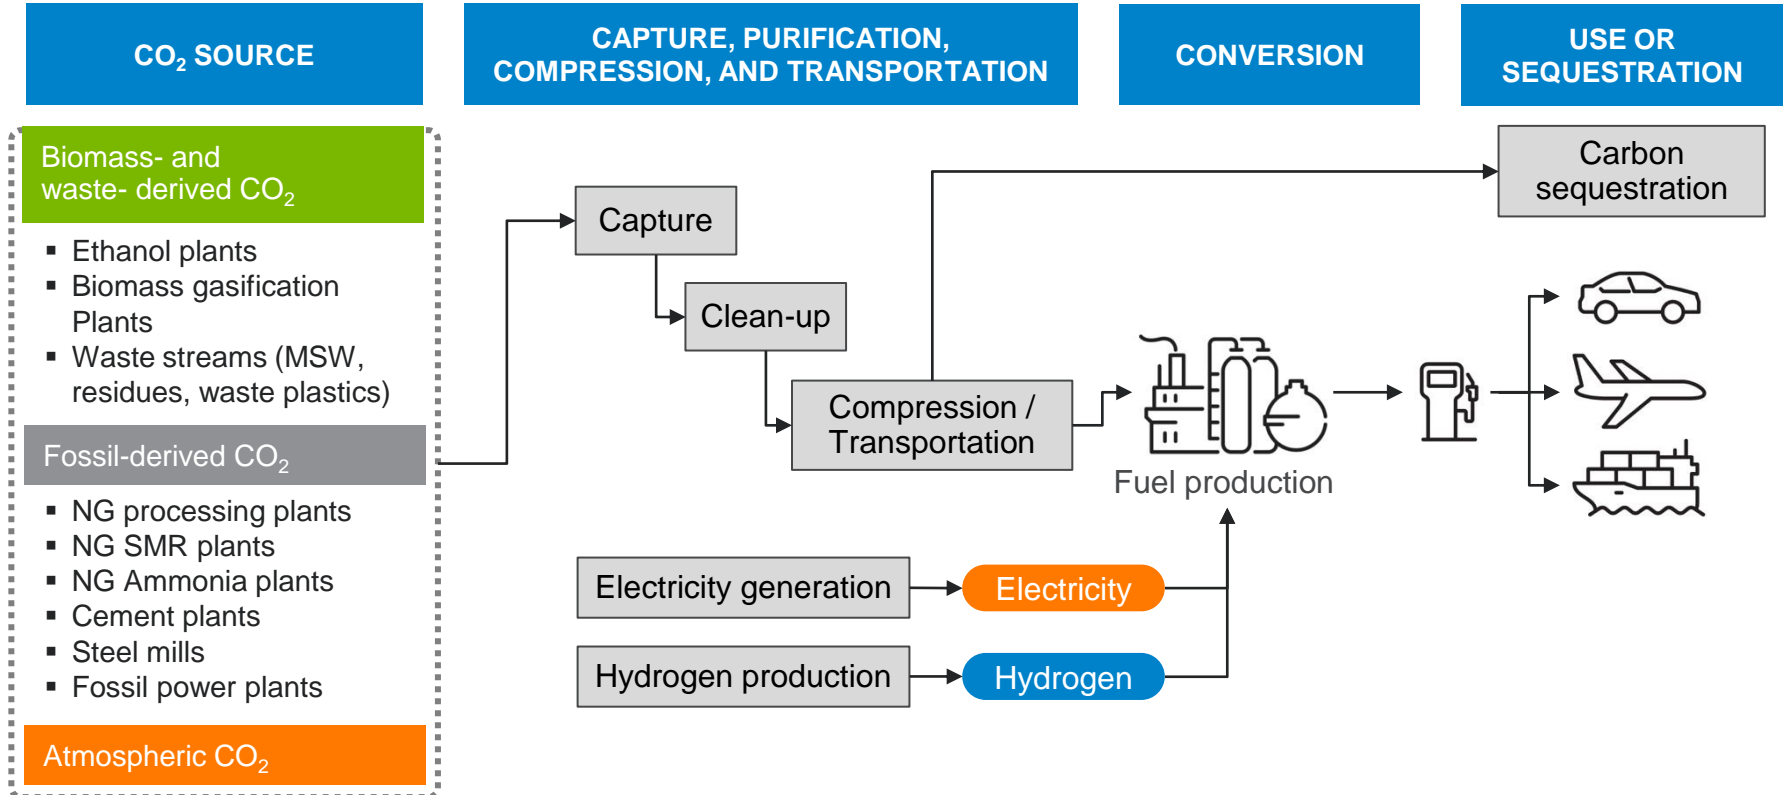 CO₂ SOURCE
CAPTURE, PURIFICATION,
COMPRESSION, AND TRANSPORTATION
CONVERSION
USE OR
SEQUESTRATION
Biomass- and
waste- derived CO₂
▪ Ethanol plants
▪ Biomass gasification
Plants
▪ Waste streams (MSW,
residues, waste plastics)
Fossil-derived CO₂
▪ NG processing plants
▪ NG SMR plants
▪ NG Ammonia plants
▪ Cement plants
▪ Steel mills
▪ Fossil power plants
Atmospheric CO₂
Capture
Clean-up
Compression /
Transportation
Carbon
sequestration
Fuel production
Electricity generation
Electricity
Hydrogen production
Hydrogen